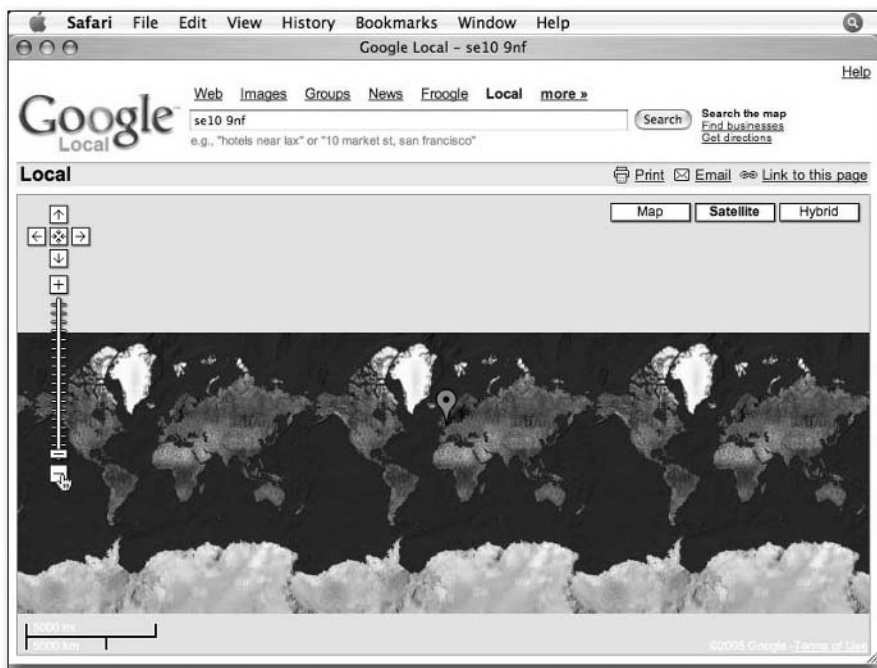 Safari File Edit View History Bookmarks Window Help
Google Local – se10 9nf
Help
Web Images Groups News Froogle Local more »
Google
Local
se10 9nf
Search
e.g., "hotels near lax" or "10 market st, san francisco"
Search the map
Find businesses
Get directions
Local
Print Email Link to this page
Map Satellite Hybrid
5000 mi
5000 km
©2005 Google - Terms of Use